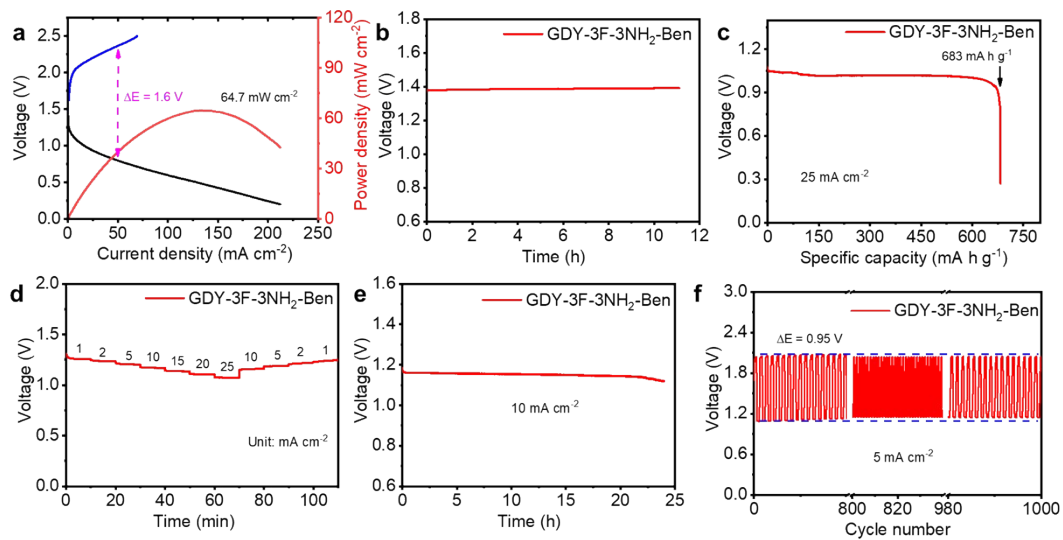 a
Voltage (V)
2.5
2.0
1.5
1.0
0.5
0.0
ΔE = 1.6 V
64.7 mW cm⁻²
120
90
60
30
0
Power density (mW cm⁻²)
0 50 100 150 200 250
Current density (mA cm⁻²)
b
GDY-3F-3NH₂-Ben
Voltage (V)
1.8
1.6
1.4
1.2
1.0
0.8
0.6
0 2 4 6 8 10 12
Time (h)
c
GDY-3F-3NH₂-Ben
683 mA h g⁻¹
Voltage (V)
1.2
0.9
0.6
0.3
0.0
25 mA cm⁻²
0 150 300 450 600 750
Specific capacity (mA h g⁻¹)
d
GDY-3F-3NH₂-Ben
Voltage (V)
2.0
1.5
1.0
0.5
0.0
1 2 5 10 15 20 25 10 5 2 1
Unit: mA cm⁻²
0 20 40 60 80 100
Time (min)
e
GDY-3F-3NH₂-Ben
Voltage (V)
1.6
1.4
1.2
1.0
0.8
0.6
10 mA cm⁻²
0 5 10 15 20 25
Time (h)
f
GDY-3F-3NH₂-Ben
ΔE = 0.95 V
Voltage (V)
3.0
2.4
1.8
1.2
0.6
0.0
5 mA cm⁻²
0 800 820 980 1000
Cycle number